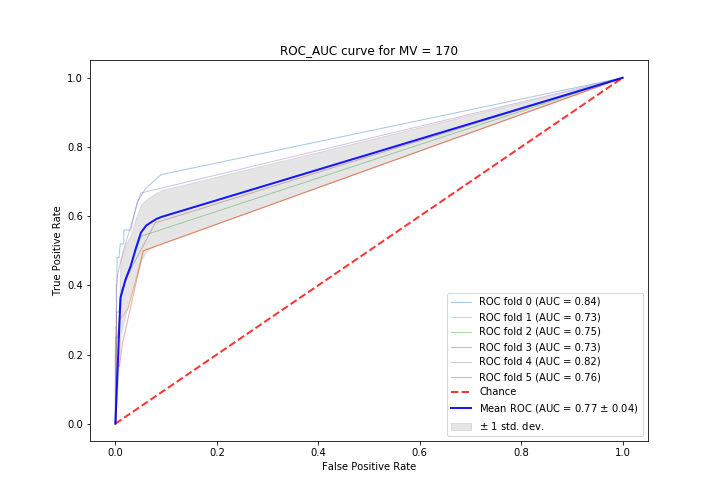 ROC_AUC curve for MV = 170
True Positive Rate
1.0
0.8
0.6
0.4
0.2
0.0
0.0 0.2 0.4 0.6 0.8 1.0
False Positive Rate
ROC fold 0 (AUC = 0.84)
ROC fold 1 (AUC = 0.73)
ROC fold 2 (AUC = 0.75)
ROC fold 3 (AUC = 0.73)
ROC fold 4 (AUC = 0.82)
ROC fold 5 (AUC = 0.76)
Chance
Mean ROC (AUC = 0.77 ± 0.04)
± 1 std. dev.